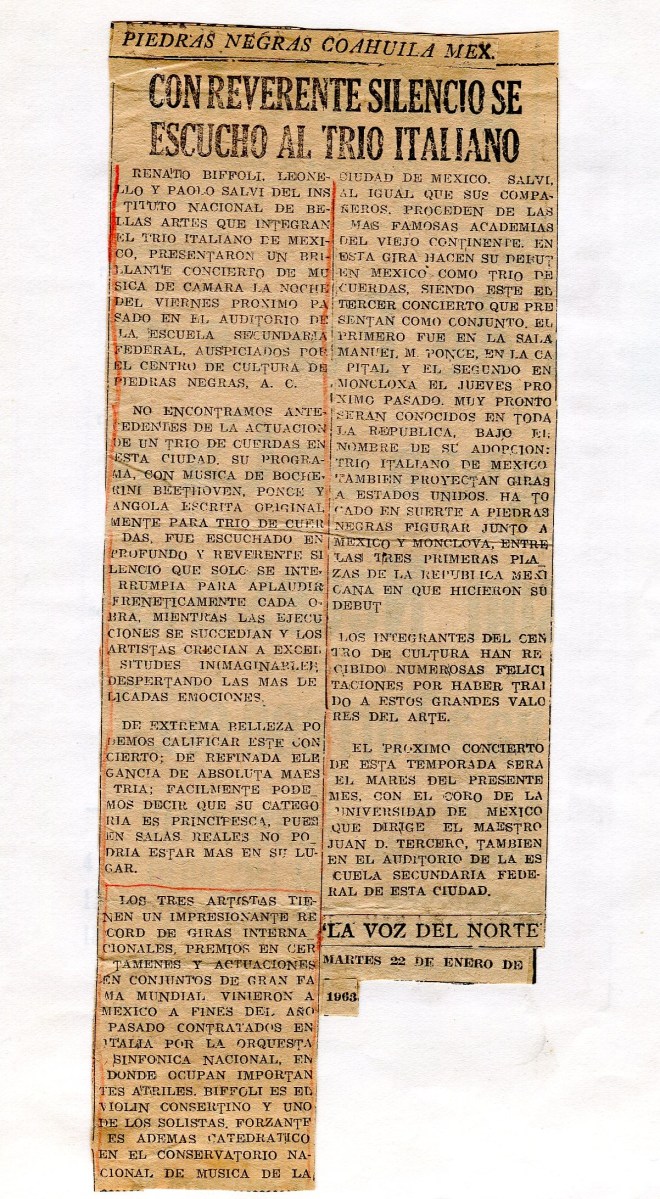 PIEDRAS NEGRAS COAHUILA MEX.
CON REVERENTE SILENCIO SE
ESCUCHO AL TRIO ITALIANO
RENATO BIFFOLI, LEONE-
LLO Y PAOLO SALVI DEL INS
TITUTO NACIONAL DE BE-
LLAS ARTES QUE INTEGRAN
EL TRIO ITALIANO DE MEXI-
CO, PRESENTARON UN BRI-
LLANTE CONCIERTO DE MU
SICA DE CAMARA LA NOCHE
DEL VIERNES PROXIMO PA
SADO EN EL AUDITORIO DE
LA ESCUELA SECUNDARIA
FEDERAL, AUSPICIADOS POR
EL CENTRO DE CULTURA DE
PIEDRAS NEGRAS, A. C.
NO ENCONTRAMOS ANTE-
CEDENTES DE LA ACTUACION
DE UN TRIO DE CUERDAS EN
ESTA CIUDAD. SU PROGRA-
MA, CON MUSICA DE BOCHE-
RINI BEETHOVEN, PONCE Y
ANGOLA ESCRITA ORIGINAL
MENTE PARA TRIO DE CUER
DAS, FUE ESCUCHADO EN
PROFUNDO Y REVERENTE SI
LENCIO QUE SOLO SE INTE-
RRUMPIA PARA APLAUDIR
FRENETICAMENTE CADA O-
BRA, MIENTRAS LAS EJECU
CIONES SE SUCCEDIAN Y LOS
ARTISTAS CRECIAN A EXCEL
SITUDES INIMAGINABLES,
DESPERTANDO LAS MAS DE
LICADAS EMOCIONES.
DE EXTREMA BELLEZA PO
DEMOS CALIFICAR ESTE CON
CIERTO; DE REFINADA ELE
GANCIA DE ABSOLUTA MAES
TRIA; FACILMENTE PODE-
MOS DECIR QUE SU CATEGO
RIA ES PRINCIFESCA, PUES
EN SALAS REALES NO PO-
DRIA ESTAR MAS EN SU LU-
GAR.
LOS TRES ARTISTAS TIE-
NEN UN IMPRESIONANTE RE
CORD DE GIRAS INTERNA
CIONALES, PREMIOS EN CER
TAMENES Y ACTUACIONES
EN CONJUNTOS DE GRAN FA
MA MUNDIAL VINIERON A
MEXICO A FINES DEL AÑO
PASADO CONTRATADOS EN
ITALIA POR LA ORQUESTA
SINFONICA NACIONAL, EN
DONDE OCUPAN IMPORTAN
TES ATRILES. BIFFOLI ES EL
VIOLIN CONSERTINO Y UNO
DE LOS SOLISTAS. FORZANTE
ES ADEMAS CATEDRATICO
EN EL CONSERVATORIO NA-
CIONAL DE MUSICA DE LA
CIUDAD DE MEXICO. SALVI,
AL IGUAL QUE SUS COMPA-
ÑEROS, PROCEDEN DE LAS
MAS FAMOSAS ACADEMIAS
DEL VIEJO CONTINENTE. EN
ESTA GIRA HACEN SU DEBUT
EN MEXICO COMO TRIO DE
CUERDAS, SIENDO ESTE EL
TERCER CONCIERTO QUE PRE
SENTAN COMO CONJUNTO. EL
PRIMERO FUE EN LA SALA
MANUEL M. PONCE, EN LA CA
PITAL Y EL SEGUNDO EN
MONCLOXA EL JUEVES PRO
XIMO PASADO. MUY PRONTO
SERAN CONOCIDOS EN TODA
LA REPUBLICA, BAJO EL
NOMBRE DE SU ADOPCION:
TRIO ITALIANO DE MEXICO
TAMBIEN PROYECTAN GIRAS
A ESTADOS UNIDOS. HA TO
CADO EN SUERTE A PIEDRAS
NEGRAS FIGURAR JUNTO A
MEXICO Y MONCLOVA, ENTRE
LAS TRES PRIMERAS PLA_
ZAS DE LA REPUBLICA MEXI
CANA EN QUE HICIERON SU
DEBUT
LOS INTEGRANTES DEL CEN
TRO DE CULTURA HAN RE
CIBIDO NUMEROSAS FELICI
TACIONES POR HABER TRAI
DO A ESTOS GRANDES VALO
RES DEL ARTE.
EL PROXIMO CONCIERTO
DE ESTA TEMPORADA SERA
EL MARES DEL PRESENTE
MES, CON EL CORO DE LA
UNIVERSIDAD DE MEXICO
QUE DIRIGE EL MAESTRO
JUAN D. TERCERO, TAMBIEN
EN EL AUDITORIO DE LA ES
CUELA SECUNDARIA FEDE-
RAL DE ESTA CIUDAD.
"LA VOZ DEL NORTE
MARTES 22 DE ENERO DE
1963